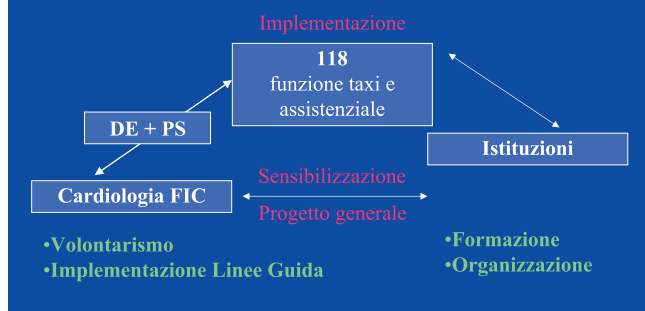 Implementazione
118
funzione taxi e
assistenziale
DE + PS
Istituzioni
Cardiologia FIC
Sensibilizzazione
Progetto generale
•Volontarismo
•Implementazione Linee Guida
•Formazione
•Organizzazione